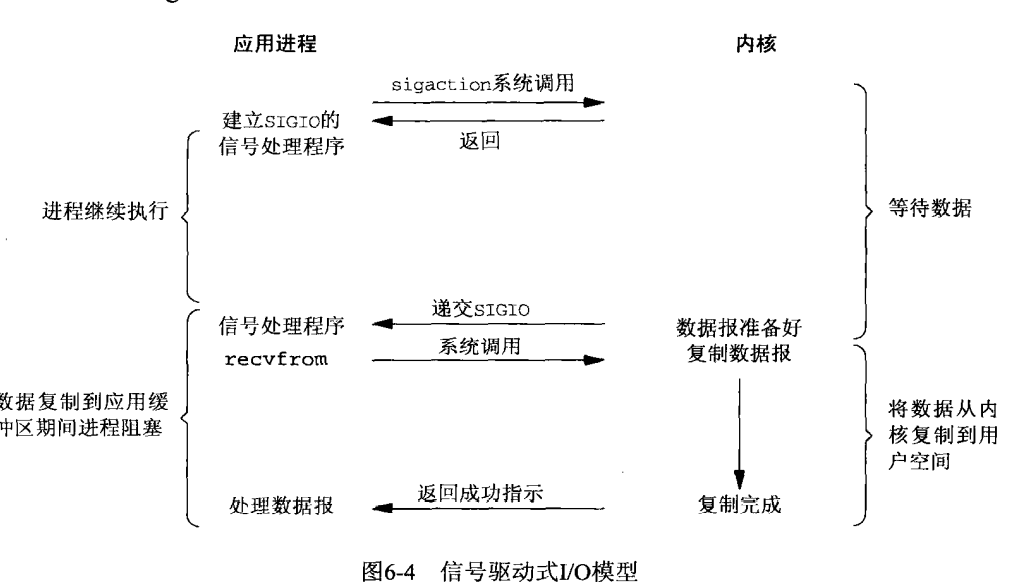 应用进程
内核
sigaction系统调用
建立SIGIO的
信号处理程序
返回
进程继续执行
等待数据
递交SIGIO
信号处理程序
数据报准备好
recvfrom
系统调用
复制数据报
数据复制到应用缓
冲区期间进程阻塞
将数据从内
核复制到用
户空间
处理数据报
返回成功指示
复制完成
图6-4 信号驱动式I/O模型